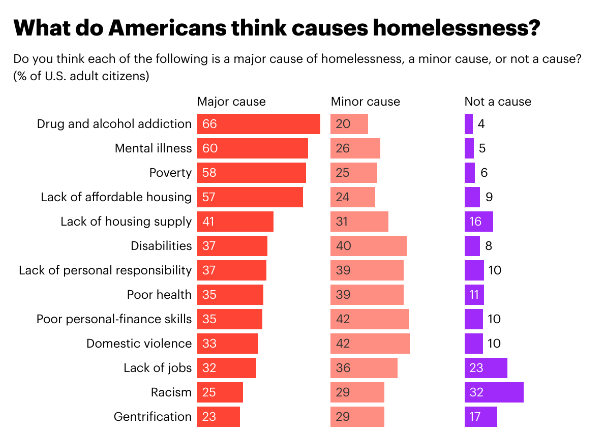 What do Americans think causes homelessness?
Do you think each of the following is a major cause of homelessness, a minor cause, or not a cause?
(% of U.S. adult citizens)
Major cause Minor cause Not a cause
Drug and alcohol addiction 66 20 4
Mental illness 60 26 5
Poverty 58 25 6
Lack of affordable housing 57 24 9
Lack of housing supply 41 31 16
Disabilities 37 40 8
Lack of personal responsibility 37 39 10
Poor health 35 39 11
Poor personal-finance skills 35 42 10
Domestic violence 33 42 10
Lack of jobs 32 36 23
Racism 25 29 32
Gentrification 23 29 17